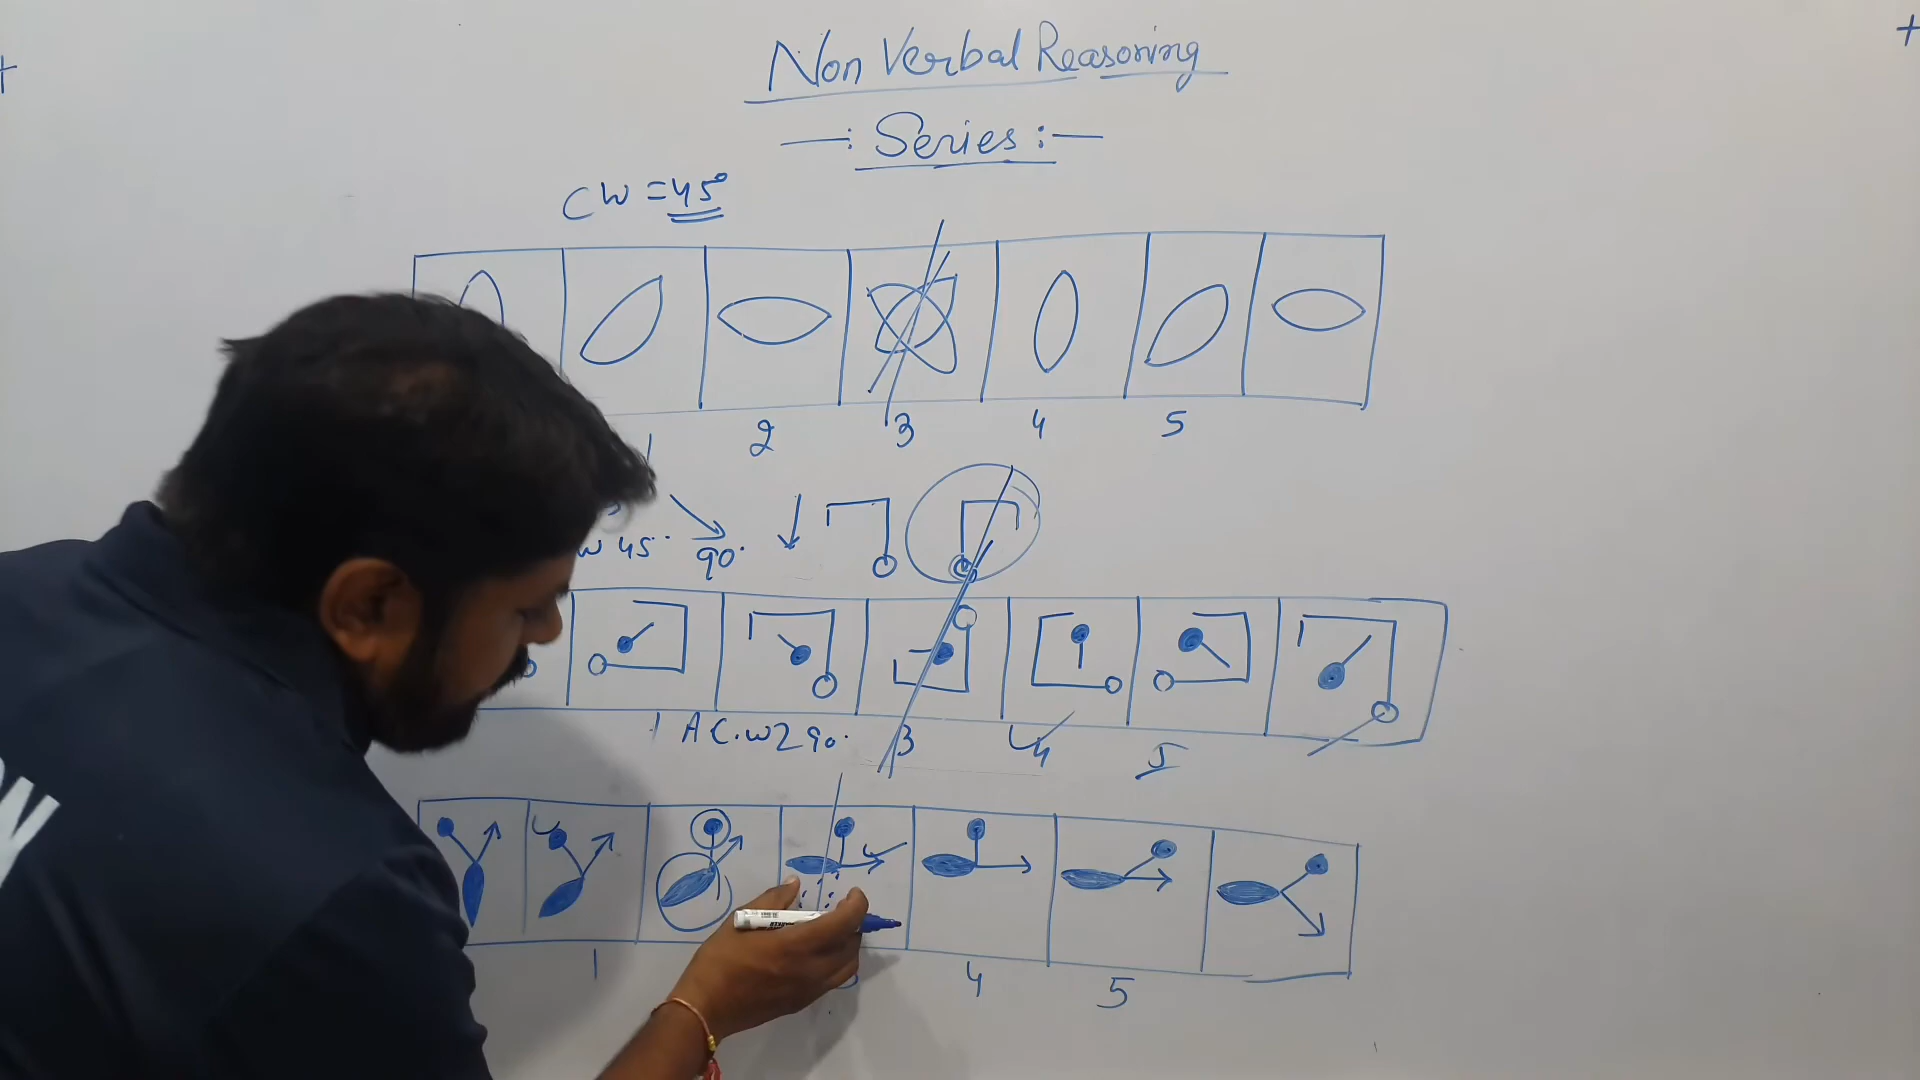 Non Verbal Reasoning
—: Series :—
CW = 45°
1 2 3 4 5
W 45° 90°
1 A C.W 2 90° 3 4 5
1 4 5